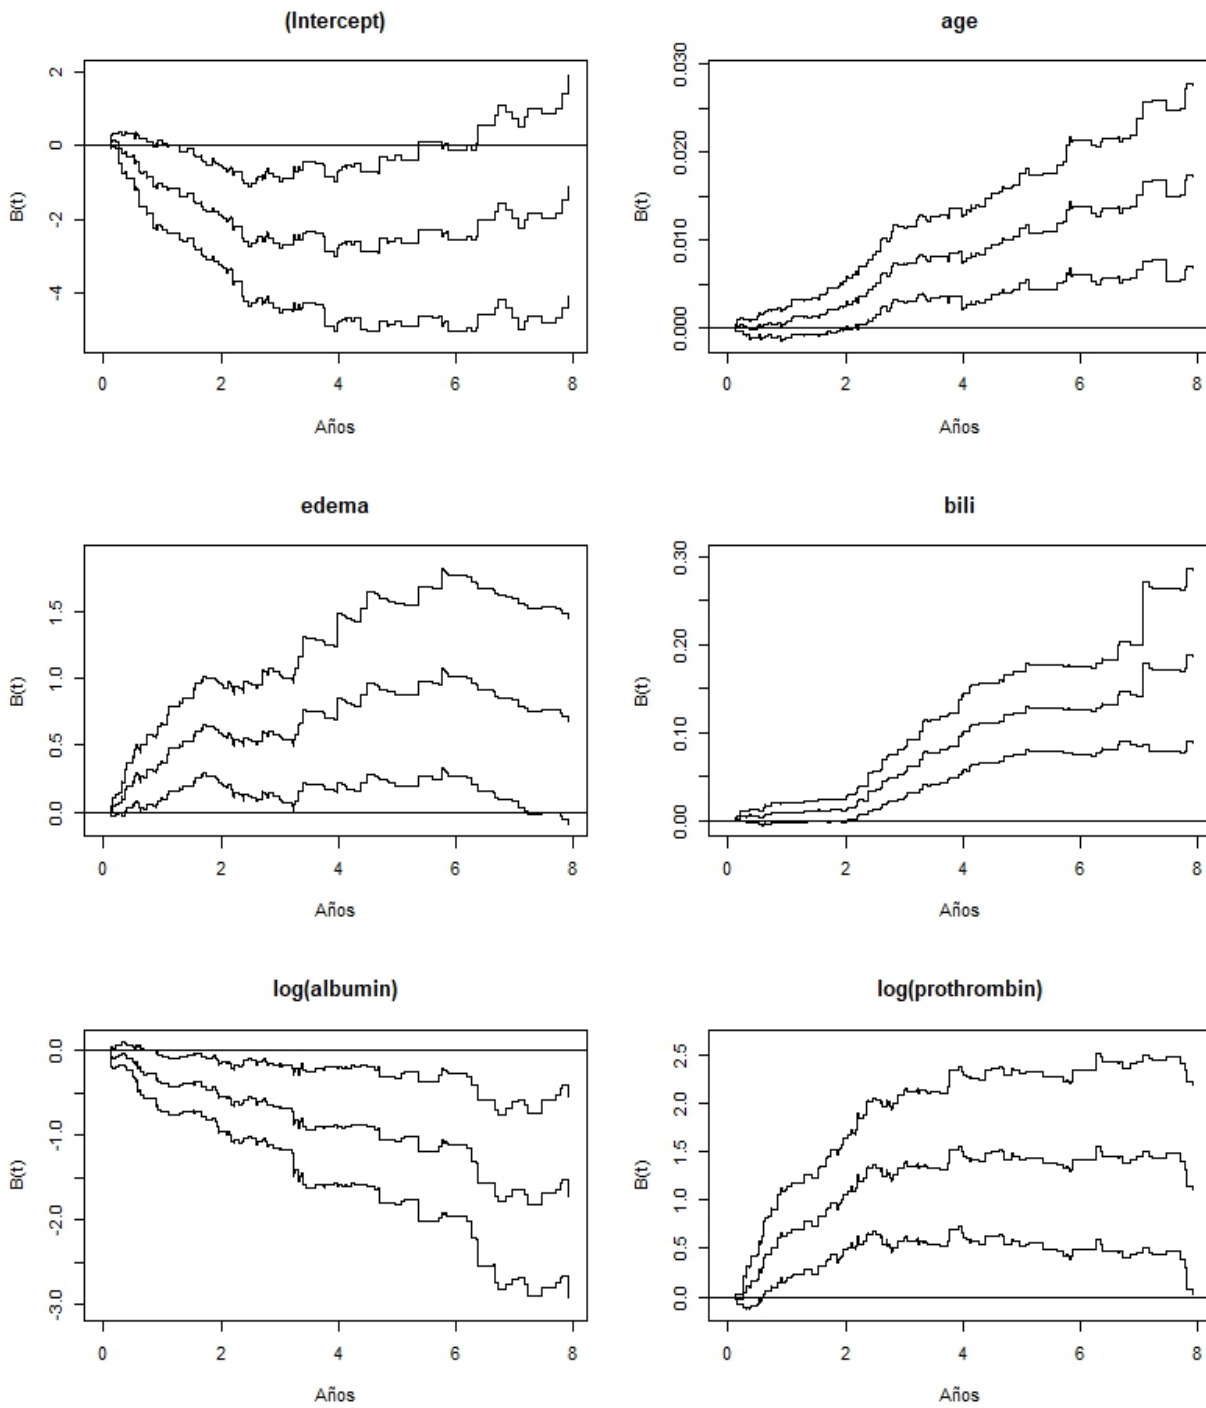 (Intercept)
B(t)
2
0
-2
-4
0 2 4 6 8
Años
age
B(t)
0.030
0.020
0.010
0.000
0 2 4 6 8
Años
edema
B(t)
1.5
1.0
0.5
0.0
0 2 4 6 8
Años
bili
B(t)
0.30
0.20
0.10
0.00
0 2 4 6 8
Años
log(albumin)
B(t)
0.0
-1.0
-2.0
-3.0
0 2 4 6 8
Años
log(prothrombin)
B(t)
2.5
2.0
1.5
1.0
0.5
0.0
0 2 4 6 8
Años